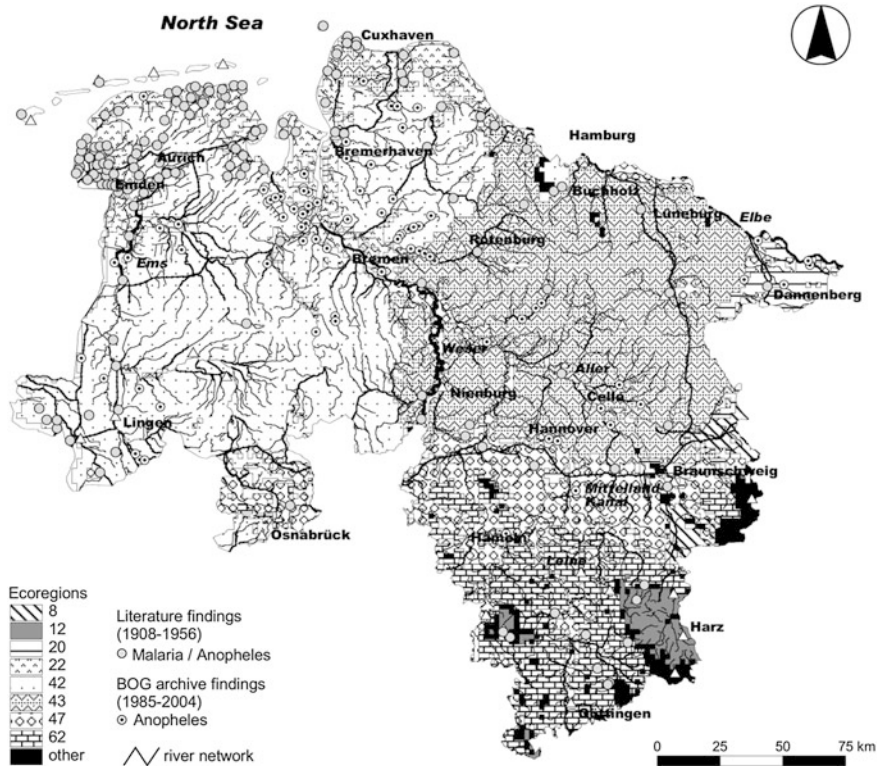 North Sea
Cuxhaven
Hamburg
Bremerhaven
Aurich
Emden
Buchholz
Lüneburg
Elbe
Rotenburg
Bremen
Ems
Dannenberg
Weser
Aller
Nienburg
Celle
Lingen
Hannover
Braunschweig
Mittelland-
Kanal
Osnabrück
Hameln
Leine
Harz
Göttingen
Ecoregions
8
12
20
22
42
43
47
62
other
Literature findings
(1908-1956)
Malaria / Anopheles
BOG archive findings
(1985-2004)
Anopheles
river network
0 25 50 75 km